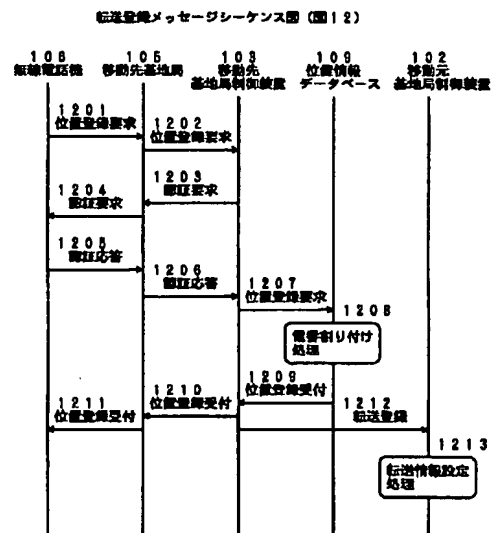 転送登録メッセージシーケンス図（図12）
106
無線電話機
105
移動先基地局
103
移動先
基地局制御装置
109
位置情報
データベース
102
移動元
基地局制御装置
1201
位置登録要求
1202
位置登録要求
1203
認証要求
1204
認証要求
1205
認証応答
1206
認証応答
1207
位置登録要求
1208
電番割り付け
処理
1209
位置登録受付
1210
位置登録受付
1211
位置登録受付
1212
転送登録
1213
転送情報設定
処理